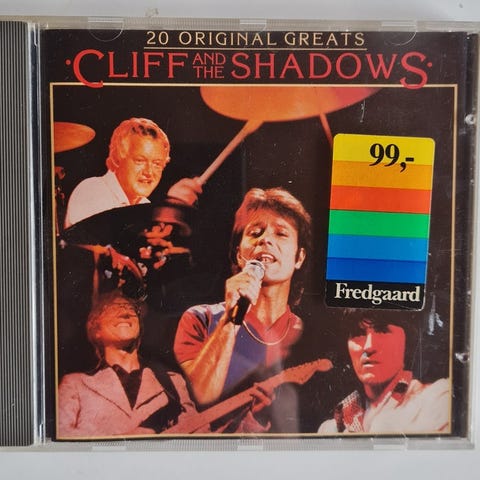 20 ORIGINAL GREATS
·CLIFF AND THE SHADOWS·
99,-
Fredgaard